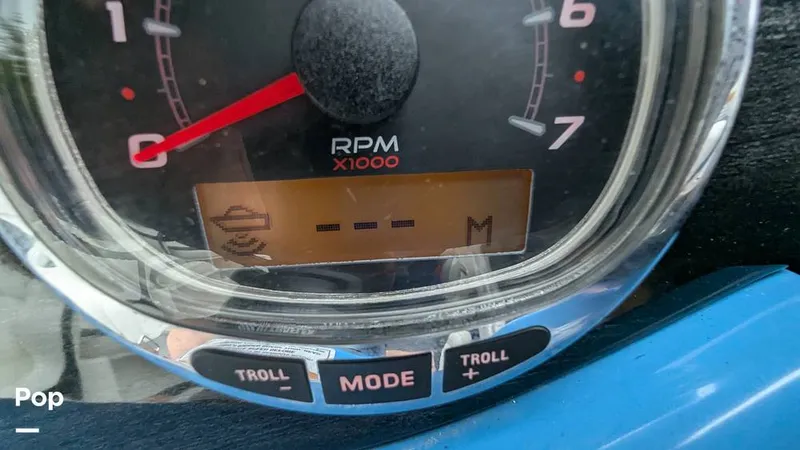 1
6
0
7
RPM
X1000
--- M
TROLL
-
MODE
TROLL
+
Pop